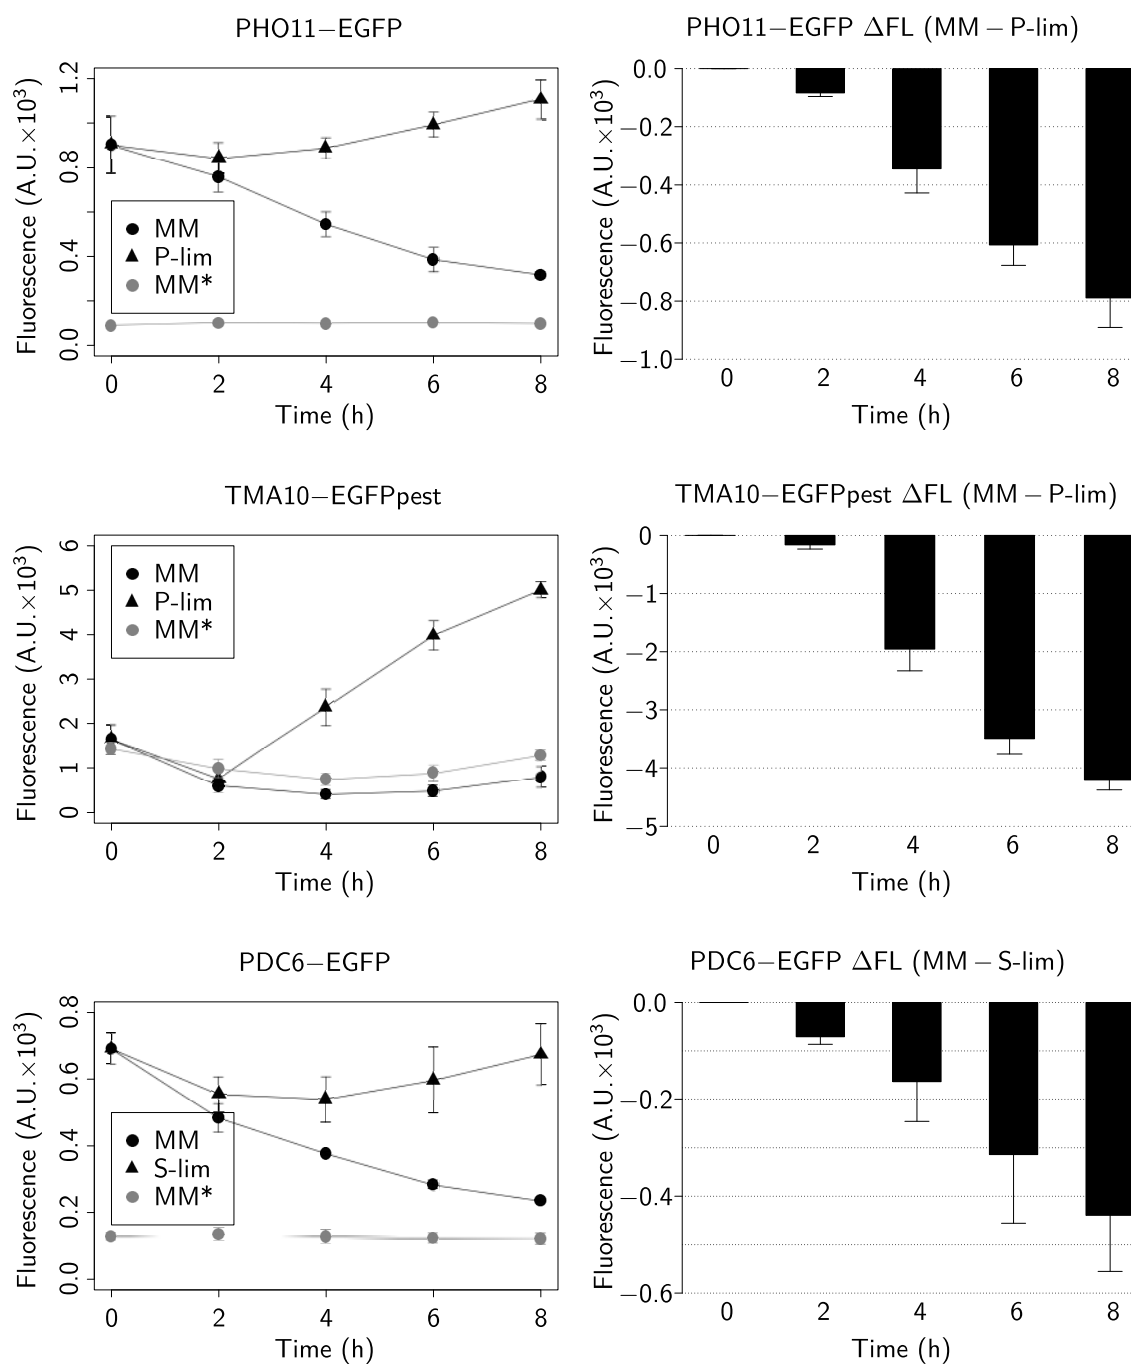 PHO11−EGFP
Fluorescence (A.U.×10³)
1.2
0.8
0.4
0.0
MM
P-lim
MM*
0 2 4 6 8
Time (h)
PHO11−EGFP ΔFL (MM − P-lim)
Fluorescence (A.U.×10³)
0.0
−0.2
−0.4
−0.6
−0.8
−1.0
0 2 4 6 8
Time (h)
TMA10−EGFPpest
Fluorescence (A.U.×10³)
6
5
4
3
2
1
0
MM
P-lim
MM*
0 2 4 6 8
Time (h)
TMA10−EGFPpest ΔFL (MM − P-lim)
Fluorescence (A.U.×10³)
0
−1
−2
−3
−4
−5
0 2 4 6 8
Time (h)
PDC6−EGFP
Fluorescence (A.U.×10³)
0.8
0.6
0.4
0.2
0.0
MM
S-lim
MM*
0 2 4 6 8
Time (h)
PDC6−EGFP ΔFL (MM − S-lim)
Fluorescence (A.U.×10³)
0.0
−0.2
−0.4
−0.6
0 2 4 6 8
Time (h)